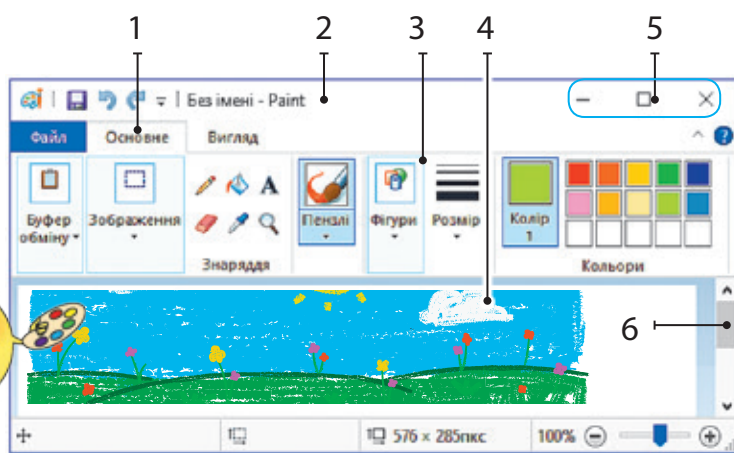 1 2 3 4 5
Без імені - Paint
Файл Основне Вигляд
Буфер обміну
Зображення
Знаряддя
Пензлі
Фігури
Розмір
Колір 1
Кольори
6
576 × 285пкс
100%